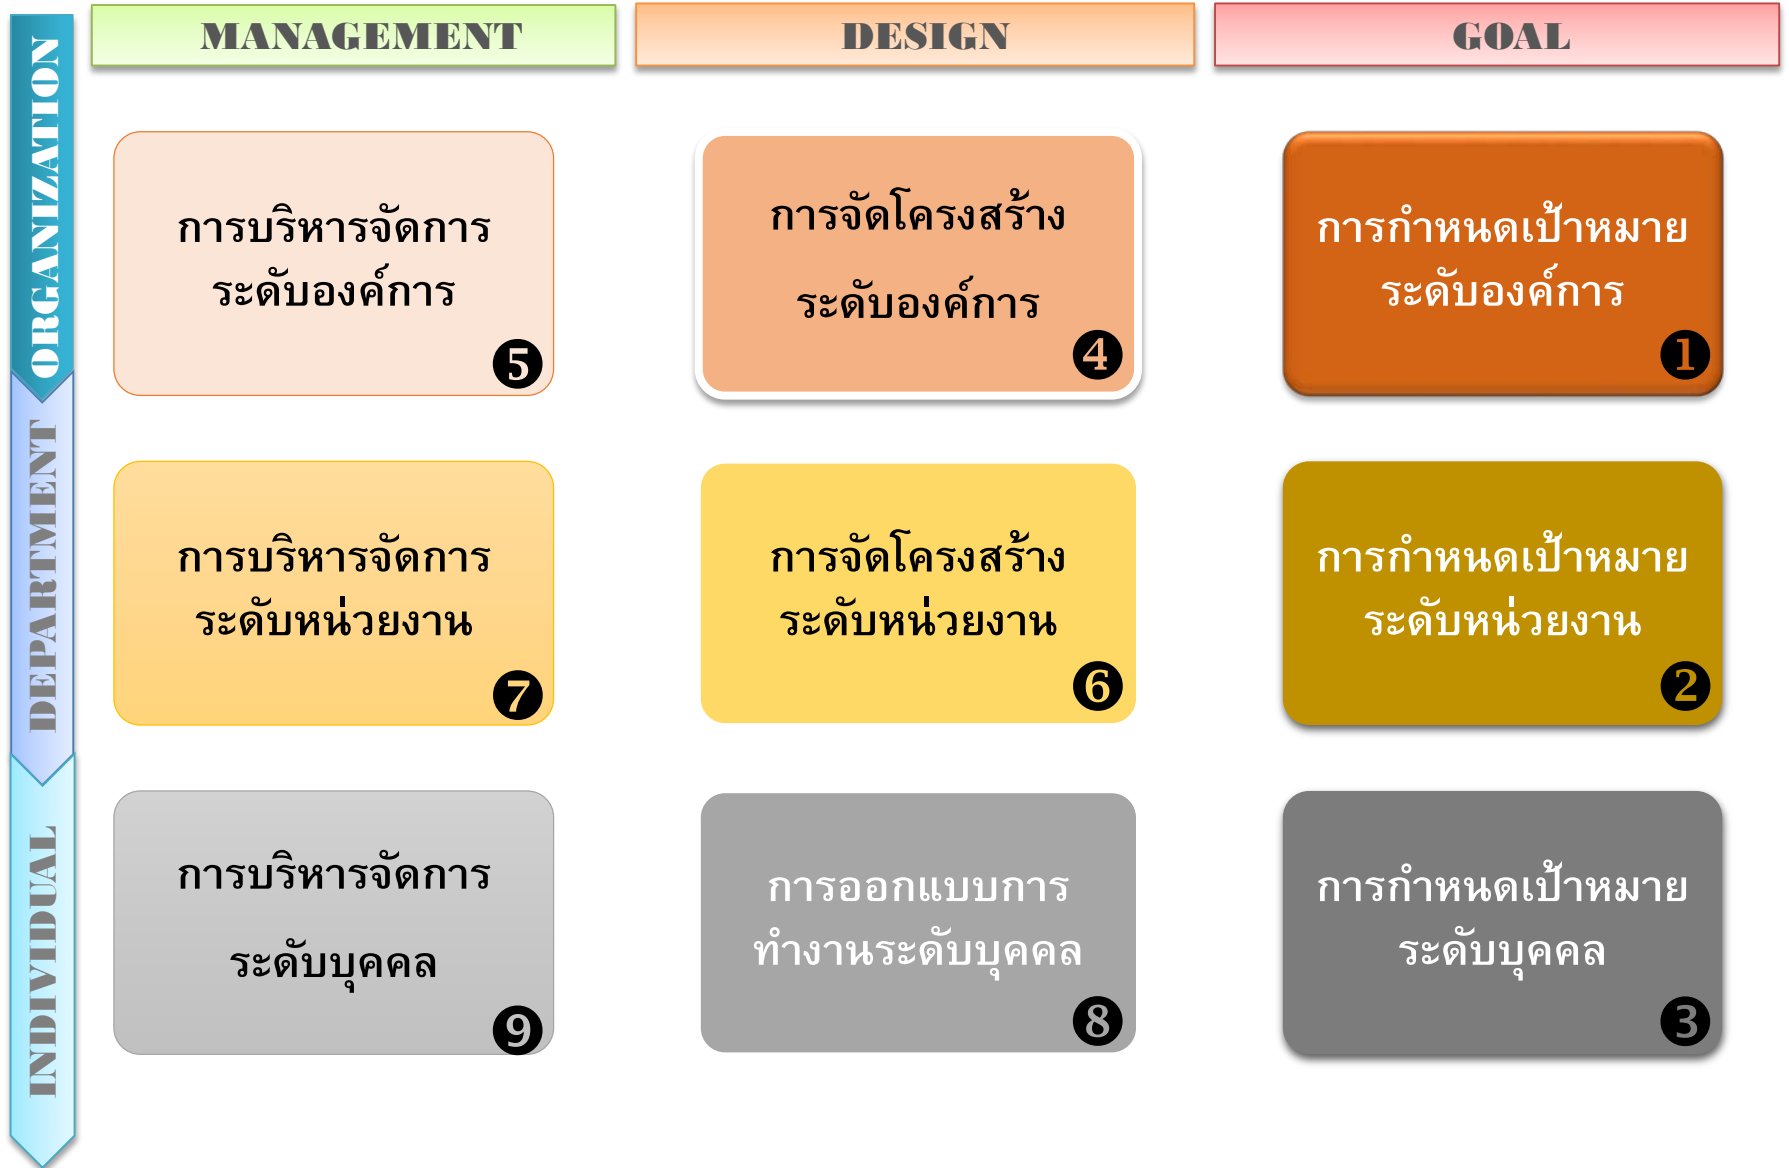 MANAGEMENT
DESIGN
GOAL
ORGANIZATION
การบริหารจัดการ
ระดับองค์การ
❺
การจัดโครงสร้าง
ระดับองค์การ
❹
การกำหนดเป้าหมาย
ระดับองค์การ
❶
DEPARTMENT
การบริหารจัดการ
ระดับหน่วยงาน
❼
การจัดโครงสร้าง
ระดับหน่วยงาน
❻
การกำหนดเป้าหมาย
ระดับหน่วยงาน
❷
INDIVIDUAL
การบริหารจัดการ
ระดับบุคคล
❾
การออกแบบการ
ทำงานระดับบุคคล
❽
การกำหนดเป้าหมาย
ระดับบุคคล
❸